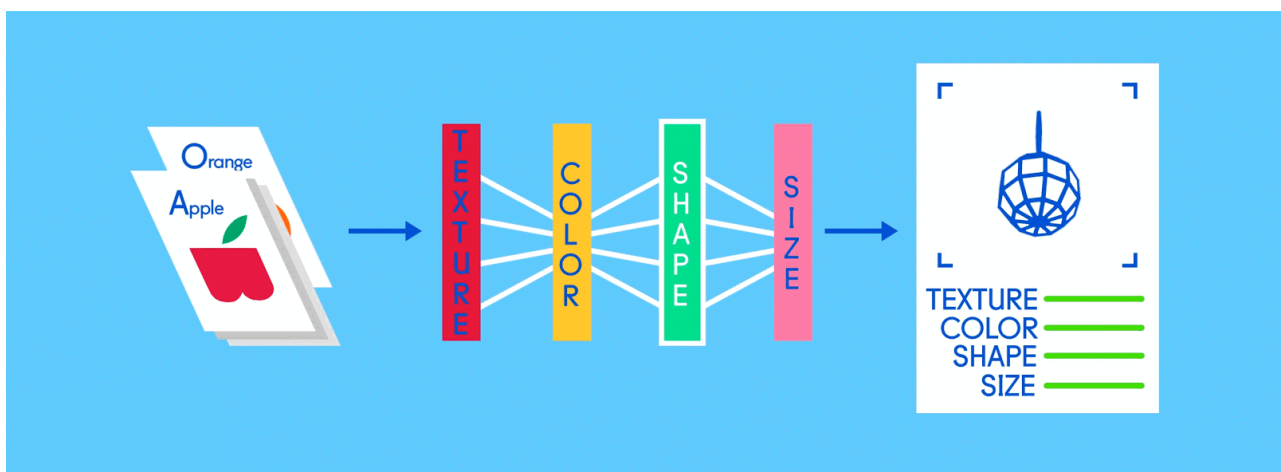 Orange
Apple
TEXTURE
COLOR
SHAPE
SIZE
TEXTURE
COLOR
SHAPE
SIZE